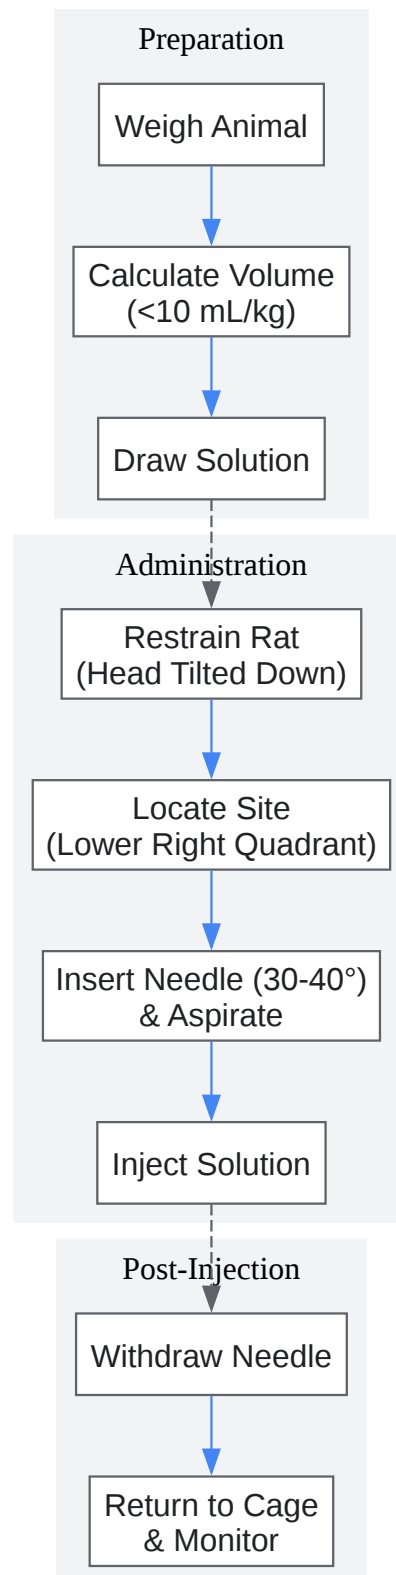 Preparation
Weigh Animal
Calculate Volume
(<10 mL/kg)
Draw Solution
Administration
Restrain Rat
(Head Tilted Down)
Locate Site
(Lower Right Quadrant)
Insert Needle (30-40°)
& Aspirate
Inject Solution
Post-Injection
Withdraw Needle
Return to Cage
& Monitor